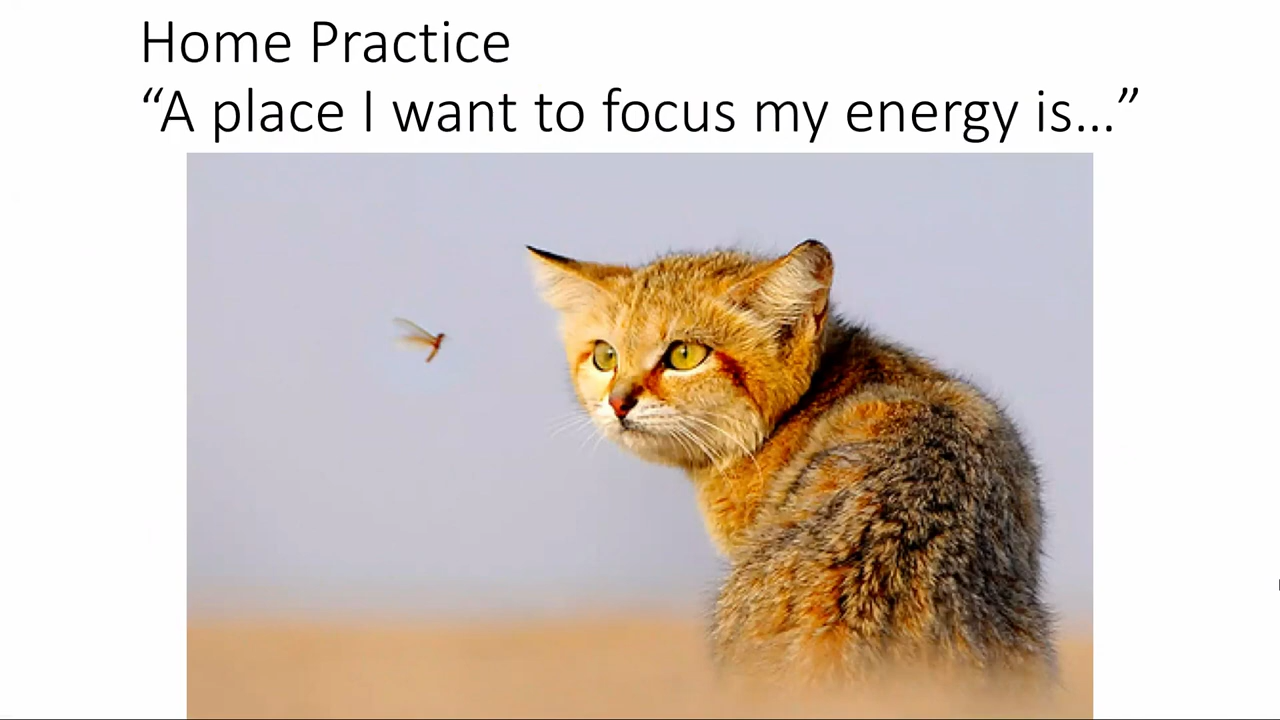 Home Practice
“A place I want to focus my energy is...”